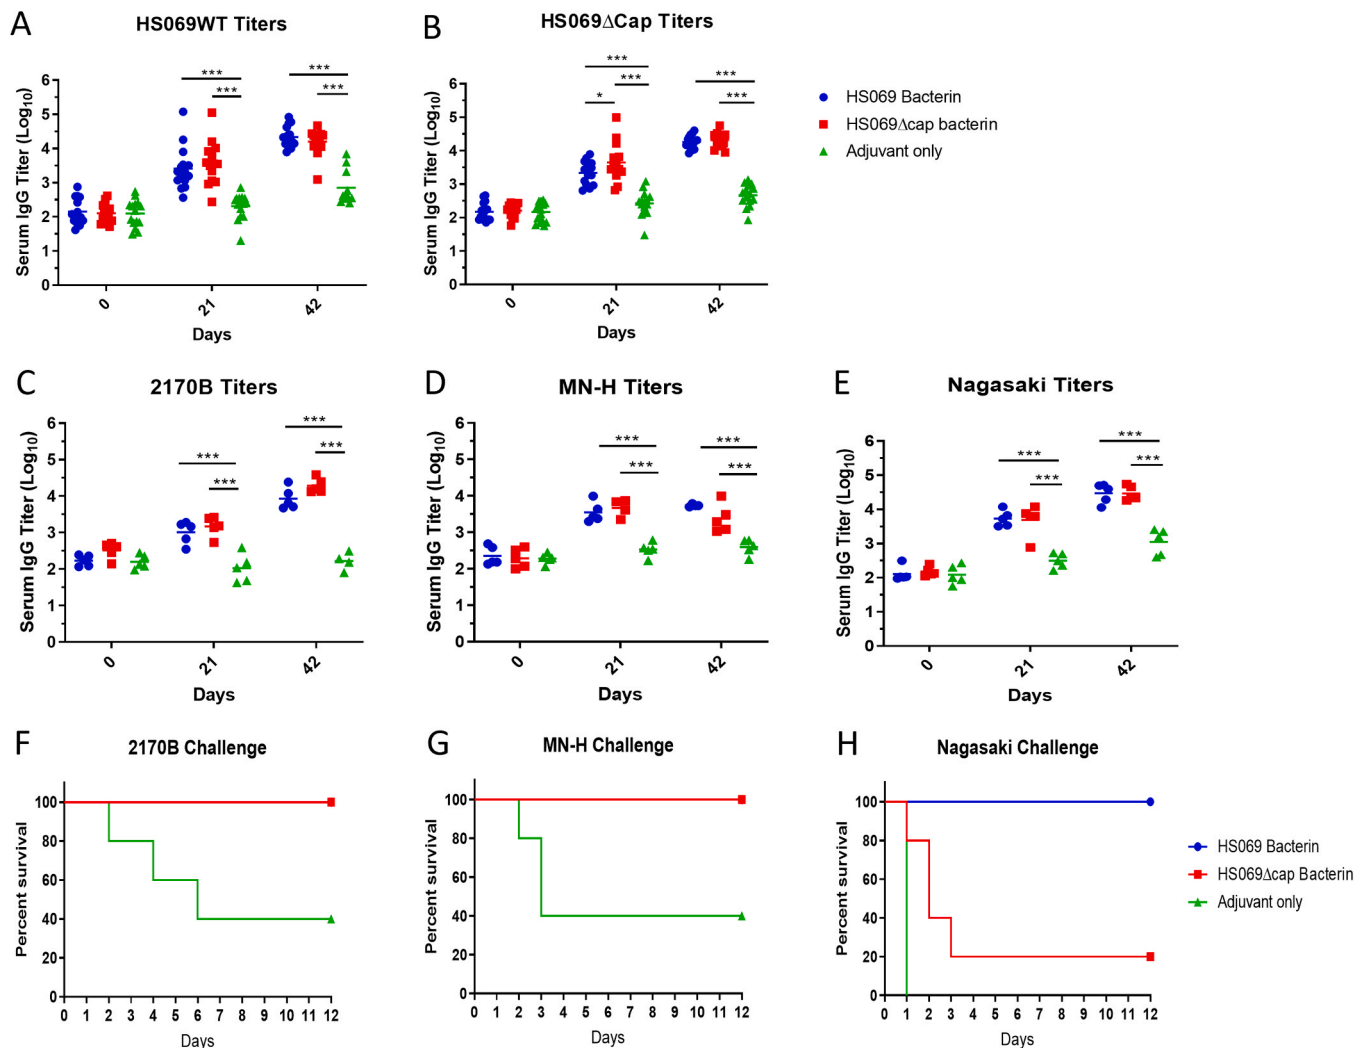 A
HS069WT Titers
Serum IgG Titer (Log10)
6
5
4
3
2
1
0
***
***
***
***
0
21
42
Days
B
HS069ΔCap Titers
Serum IgG Titer (Log10)
6
5
4
3
2
1
0
***
***
*
***
***
0
21
42
Days
HS069 Bacterin
HS069Δcap bacterin
Adjuvant only
C
2170B Titers
Serum IgG Titer (Log10)
6
5
4
3
2
1
0
***
***
***
***
0
21
42
Days
D
MN-H Titers
Serum IgG Titer (Log10)
6
5
4
3
2
1
0
***
***
***
***
0
21
42
Days
E
Nagasaki Titers
Serum IgG Titer (Log10)
6
5
4
3
2
1
0
***
***
***
***
0
21
42
Days
F
2170B Challenge
Percent survival
100
80
60
40
20
0
0 1 2 3 4 5 6 7 8 9 10 11 12
Days
G
MN-H Challenge
Percent survival
100
80
60
40
20
0
0 1 2 3 4 5 6 7 8 9 10 11 12
Days
H
Nagasaki Challenge
Percent survival
100
80
60
40
20
0
0 1 2 3 4 5 6 7 8 9 10 11 12
Days
HS069 Bacterin
HS069Δcap Bacterin
Adjuvant only